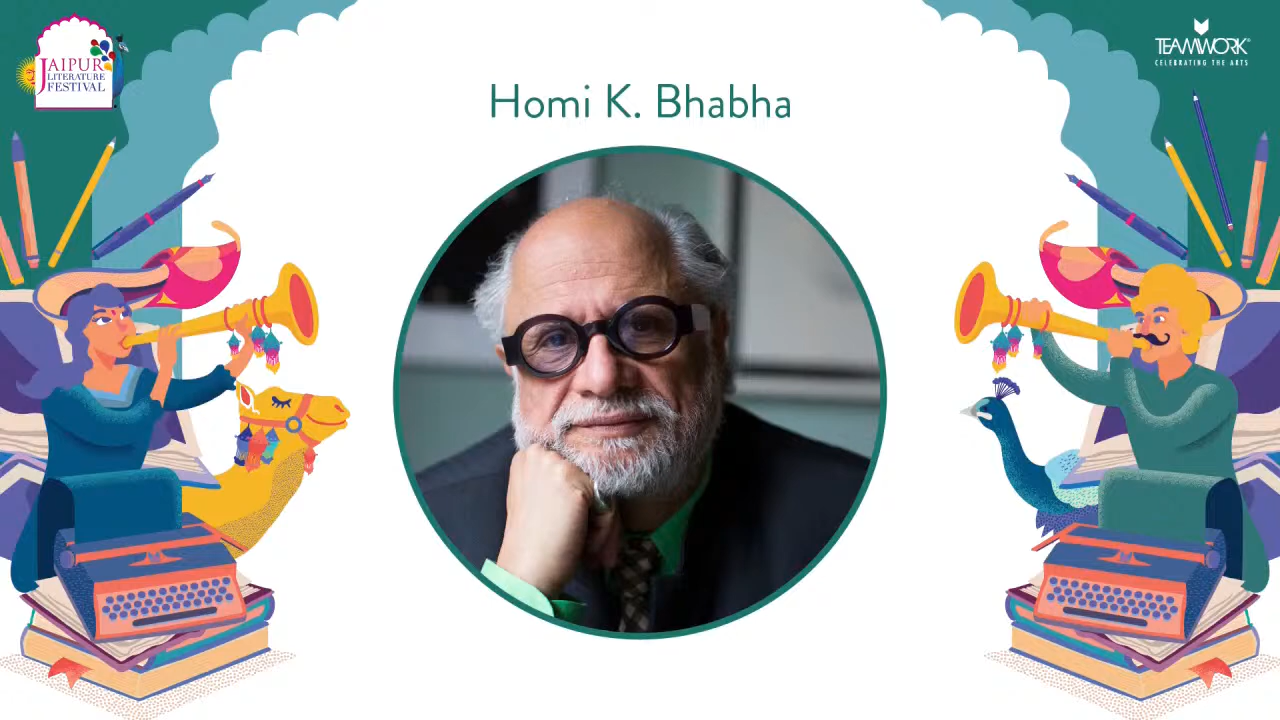 JAIPUR
LITERATURE
FESTIVAL
TEAMWORK®
CELEBRATING THE ARTS
Homi K. Bhabha